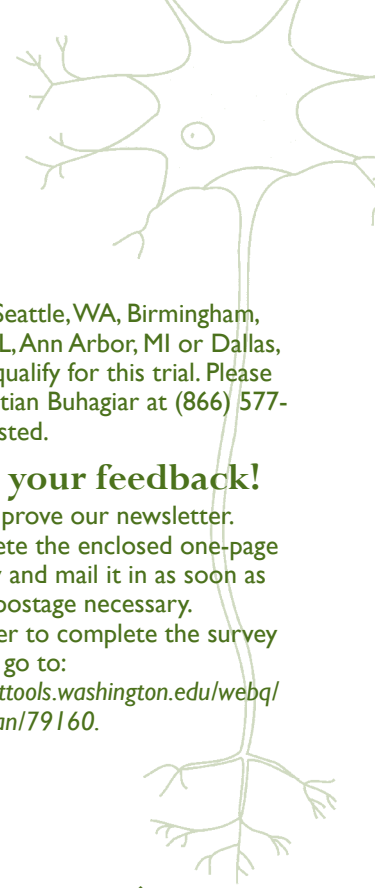 Seattle, WA, Birmingham,
L, Ann Arbor, MI or Dallas,
qualify for this trial. Please
tian Buhagiar at (866) 577-
sted.
your feedback!
prove our newsletter.
ete the enclosed one-page
y and mail it in as soon as
postage necessary.
er to complete the survey
go to:
ttools.washington.edu/webq/
an/79160.